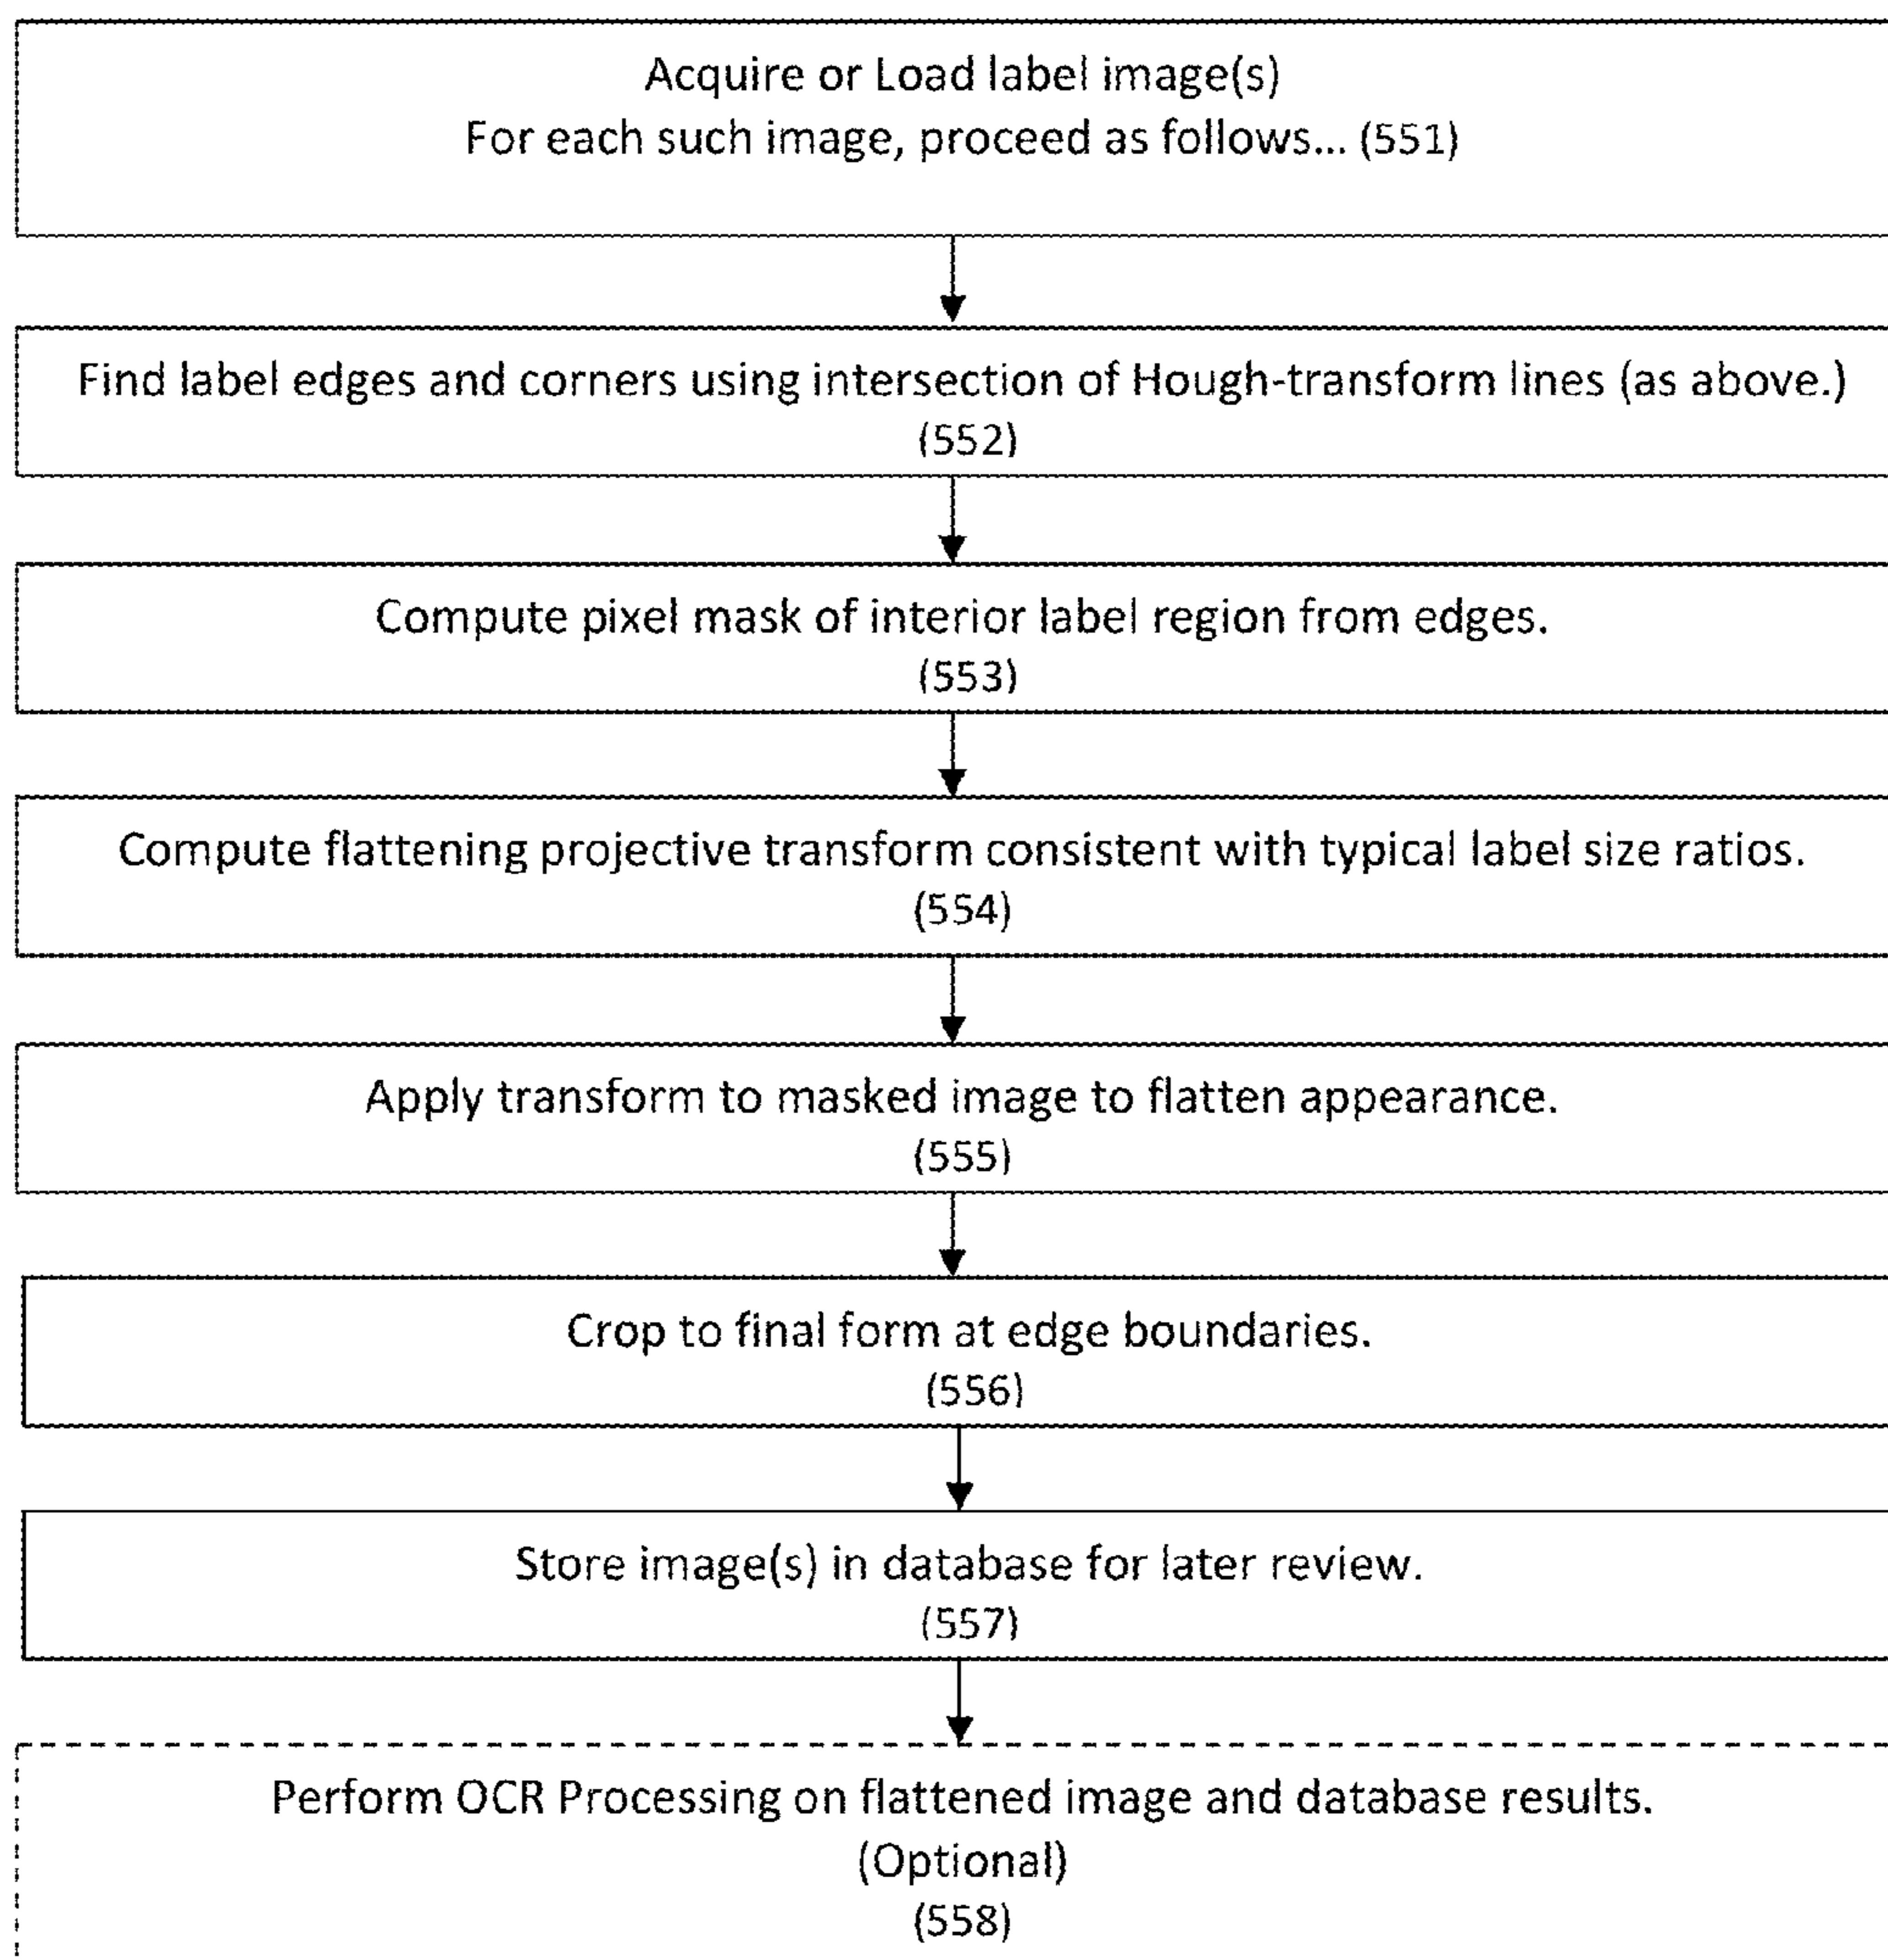 Acquire or Load label image(s)
For each such image, proceed as follows... (551)
Find label edges and corners using intersection of Hough-transform lines (as above.)
(552)
Compute pixel mask of interior label region from edges.
(553)
Compute flattening projective transform consistent with typical label size ratios.
(554)
Apply transform to masked image to flatten appearance.
(555)
Crop to final form at edge boundaries.
(556)
Store image(s) in database for later review.
(557)
Perform OCR Processing on flattened image and database results.
(Optional)
(558)